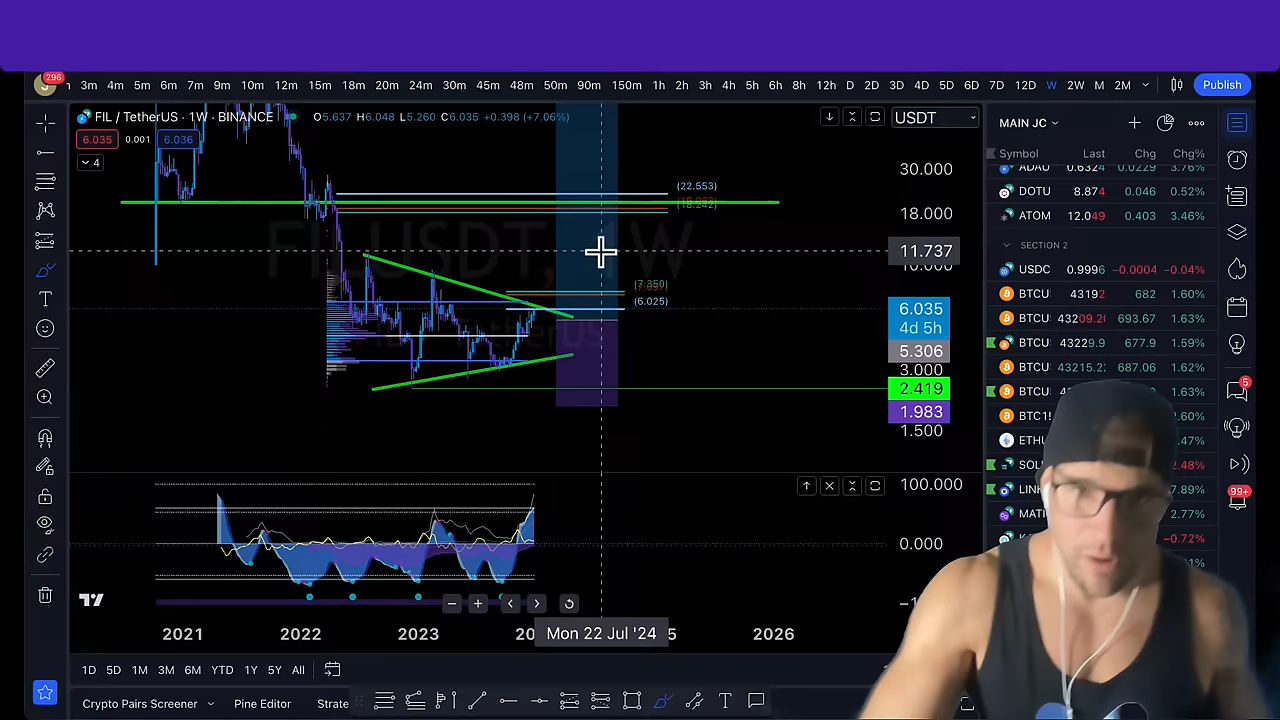 296
3m 4m 5m 6m 7m 9m 10m 12m 15m 18m 20m 24m 30m 45m 48m 50m 90m 150m 1h 2h 3h 4h 5h 6h 8h 12h D 2D 3D 4D 5D 6D 7D 12D W 2W M 2M Publish
FIL / TetherUS · 1W · BINANCE O5.637 H6.048 L5.260 C6.035 +0.398 (+7.06%)
6.035 0.001 6.036
4
USDT
30.000
18.000
11.737
10.000
6.035
4d 5h
5.306
3.000
2.419
1.983
1.500
(22.553)
(18.242)
(7.350)
(6.025)
FILUSDT, 1W
MAIN JC
Symbol Last Chg Chg%
ADAU 0.6324 0.0229 3.76%
DOTU 8.874 0.046 0.52%
ATOM 12.049 0.403 3.46%
SECTION 2
USDC 0.9996 -0.0004 -0.04%
BTCU 43192 682 1.60%
BTCU 43209.20 693.67 1.63%
BTCU: 43229.9 677.9 1.59%
BTCU: 43215.2 687.06 1.62%
BTCU 1.63%
BTC1! 2.60%
ETHU .47%
SOL 2.48%
LINK 7.89%
MATI 2.77%
−0.72%
5
99+
100.000
0.000
2021 2022 2023 20 Mon 22 Jul '24 5 2026
1D 5D 1M 3M 6M YTD 1Y 5Y All
Crypto Pairs Screener Pine Editor Strate